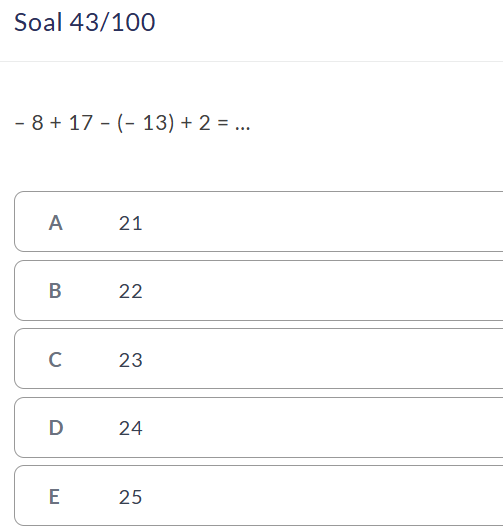 Soal 43/100
– 8 + 17 – (– 13) + 2 = ...
A 21
B 22
C 23
D 24
E 25